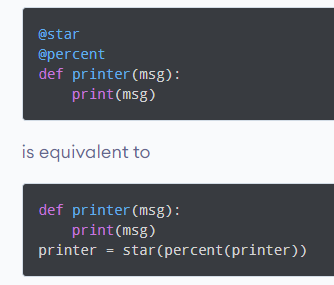 @star
@percent
def printer(msg):
    print(msg)
is equivalent to
def printer(msg):
    print(msg)
printer = star(percent(printer))